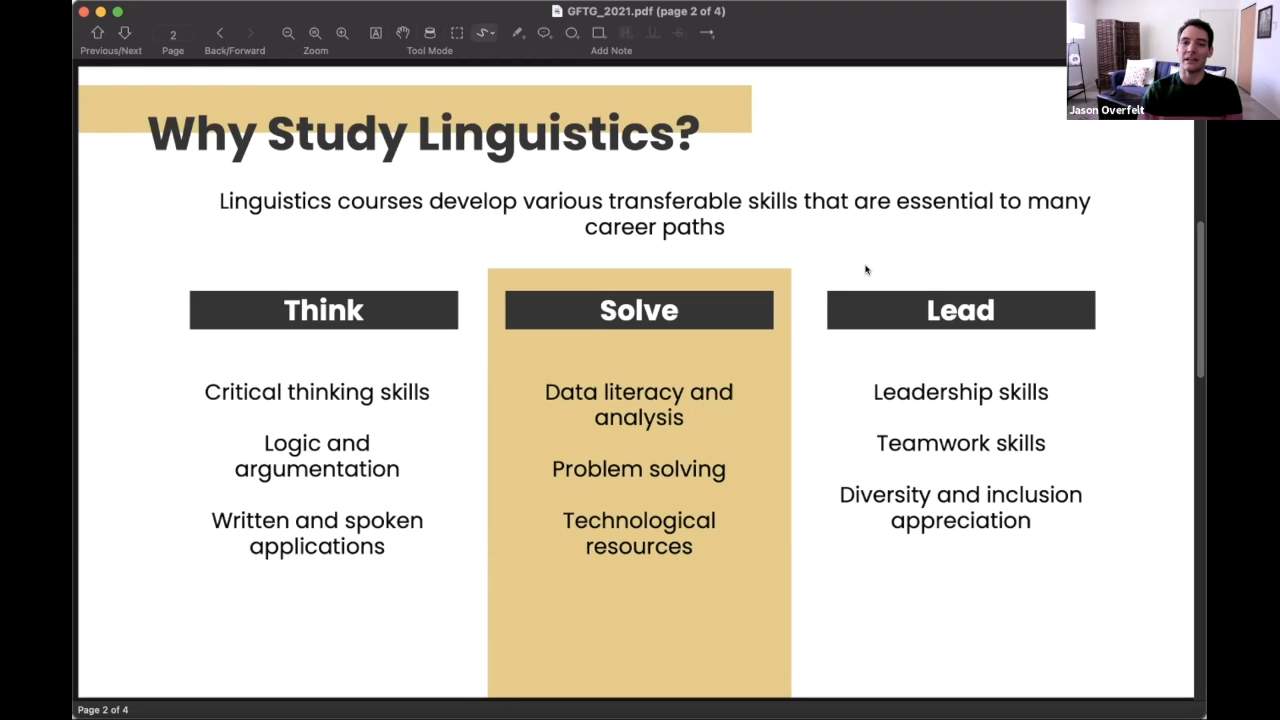 GFTG_2021.pdf (page 2 of 4)
2
Previous/Next
Page
Back/Forward
Zoom
Tool Mode
Add Note
Jason Overfelt
Why Study Linguistics?
Linguistics courses develop various transferable skills that are essential to many
career paths
Think
Critical thinking skills
Logic and
argumentation
Written and spoken
applications
Solve
Data literacy and
analysis
Problem solving
Technological
resources
Lead
Leadership skills
Teamwork skills
Diversity and inclusion
appreciation
Page 2 of 4